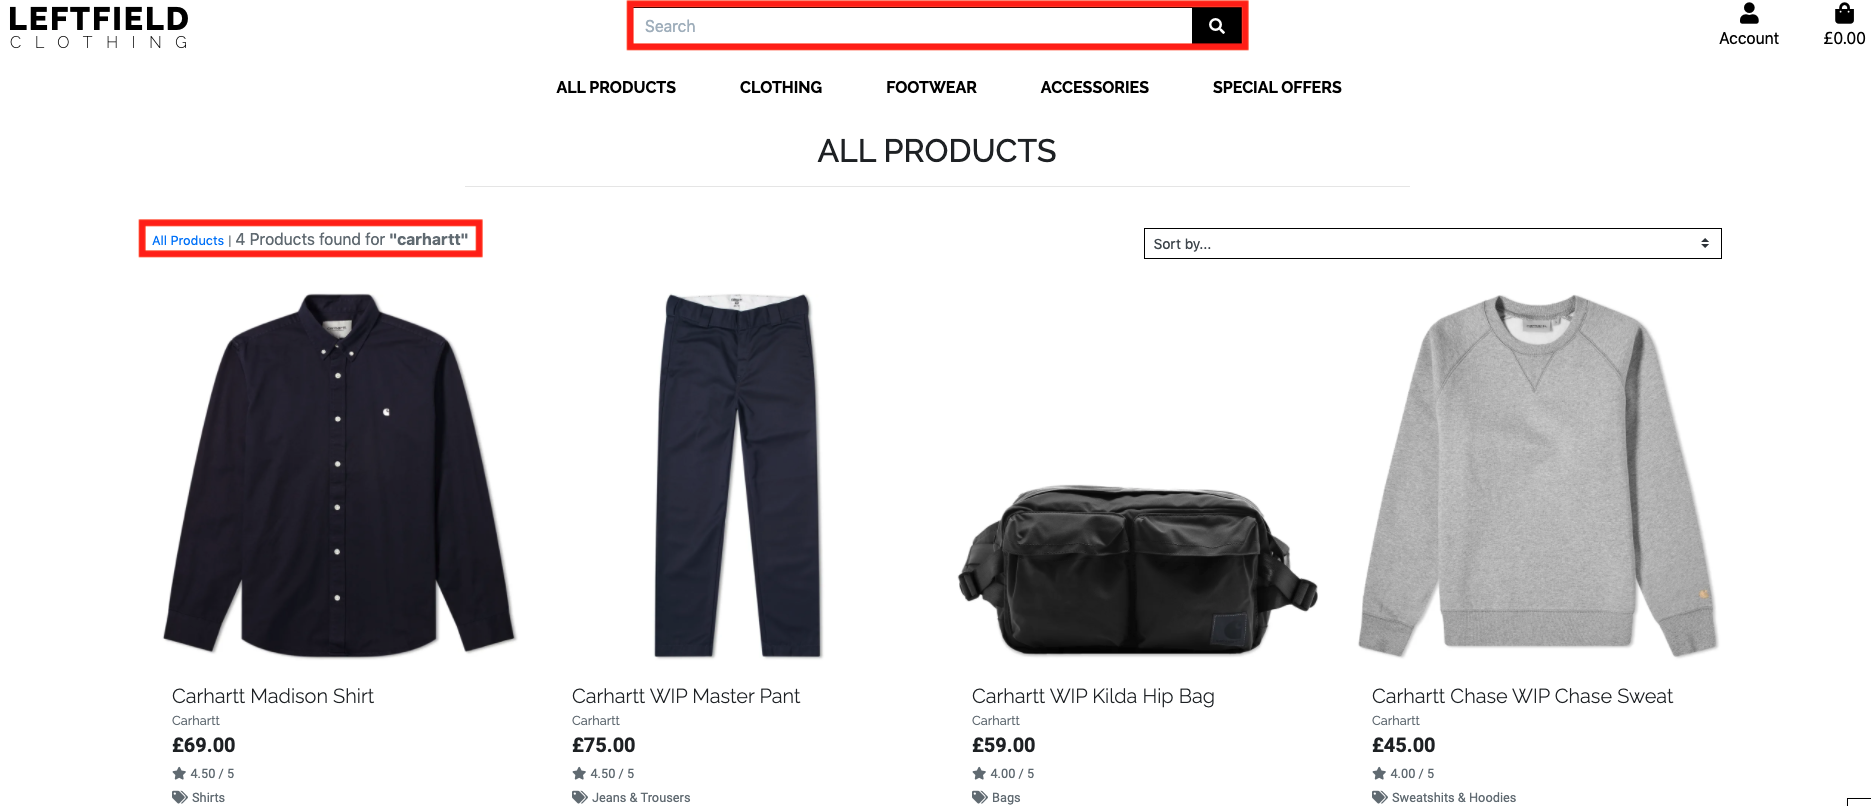 LEFTFIELD
CLOTHING
Search
Account
£0.00
ALL PRODUCTS
CLOTHING
FOOTWEAR
ACCESSORIES
SPECIAL OFFERS
ALL PRODUCTS
All Products | 4 Products found for "carhartt"
Sort by...
Carhartt Madison Shirt
Carhartt
£69.00
4.50 / 5
Shirts
Carhartt WIP Master Pant
Carhartt
£75.00
4.50 / 5
Jeans & Trousers
Carhartt WIP Kilda Hip Bag
Carhartt
£59.00
4.00 / 5
Bags
Carhartt Chase WIP Chase Sweat
Carhartt
£45.00
4.00 / 5
Sweatshits & Hoodies